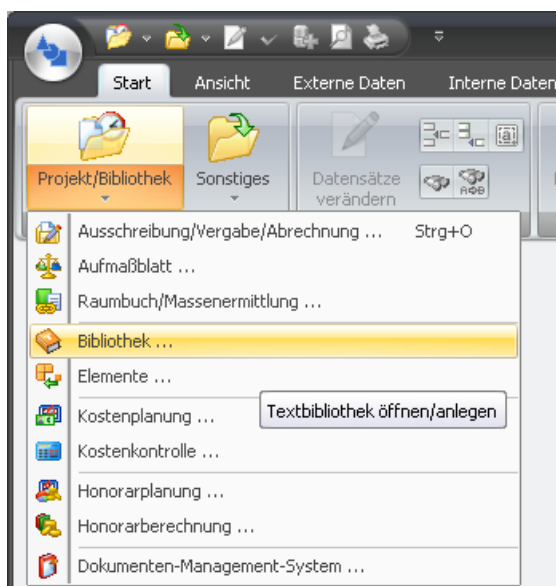 Start Ansicht Externe Daten Interne Daten
Projekt/Bibliothek Sonstiges Datensätze
verändern
Ausschreibung/Vergabe/Abrechnung ... Strg+O
Aufmaßblatt ...
Raumbuch/Massenermittlung ...
Bibliothek ...
Elemente ...
Textbibliothek öffnen/anlegen
Kostenplanung ...
Kostenkontrolle ...
Honorarplanung ...
Honorarberechnung ...
Dokumenten-Management-System ...